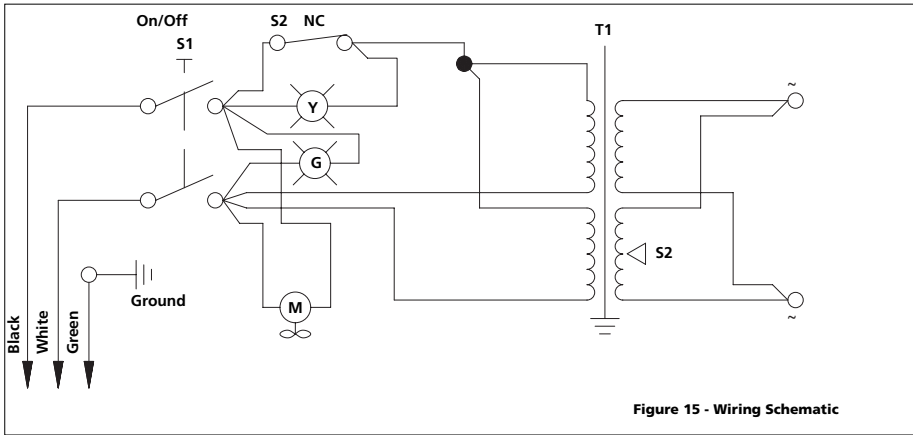 On/Off
S1
S2 NC
T1
~
Y
G
S2
Ground
M
~
Black
White
Green
Figure 15 - Wiring Schematic